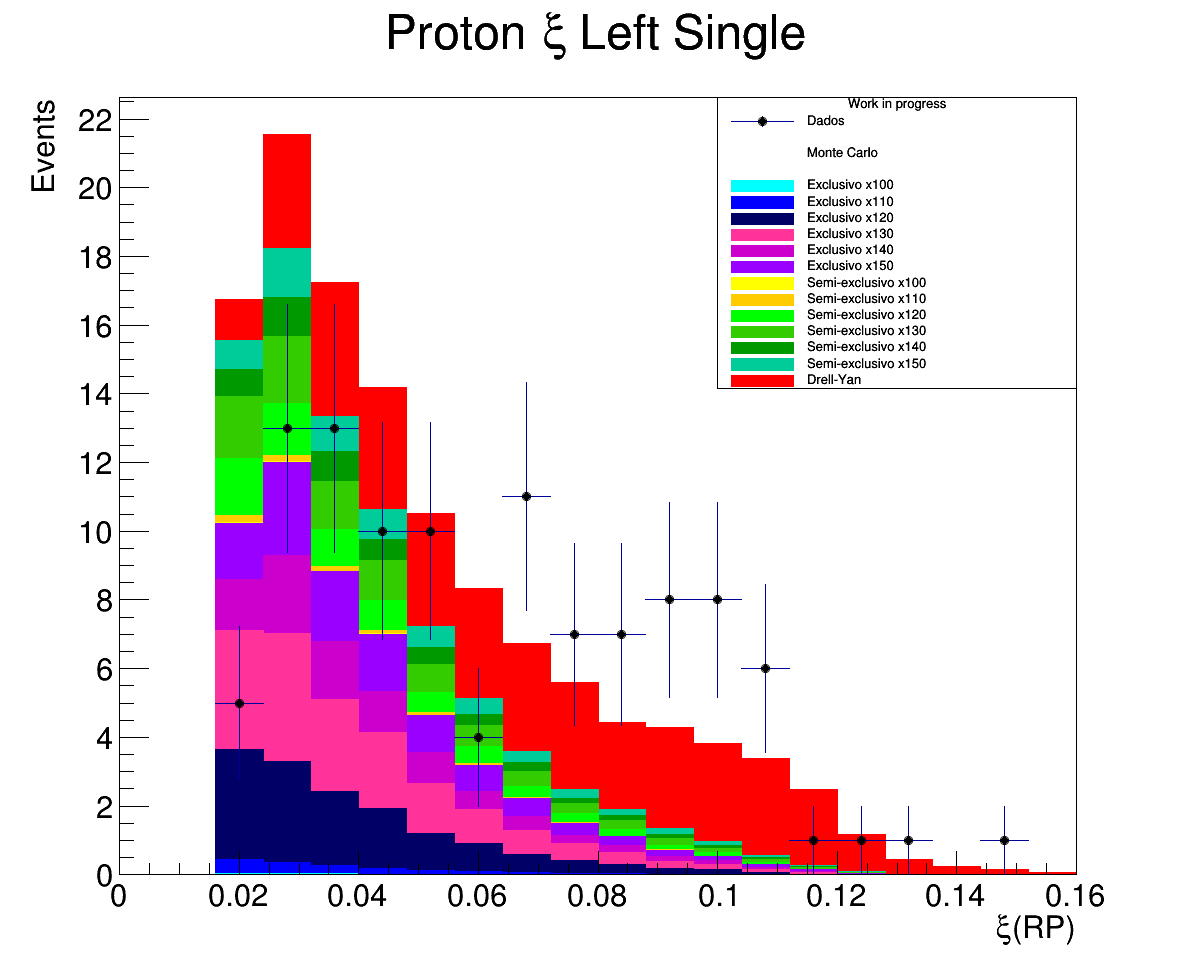 Proton ξ Left Single
Events
22
20
18
16
14
12
10
8
6
4
2
0
Work in progress
Dados
Monte Carlo
Exclusivo x100
Exclusivo x110
Exclusivo x120
Exclusivo x130
Exclusivo x140
Exclusivo x150
Semi-exclusivo x100
Semi-exclusivo x110
Semi-exclusivo x120
Semi-exclusivo x130
Semi-exclusivo x140
Semi-exclusivo x150
Drell-Yan
0 0.02 0.04 0.06 0.08 0.1 0.12 0.14 0.16
ξ(RP)